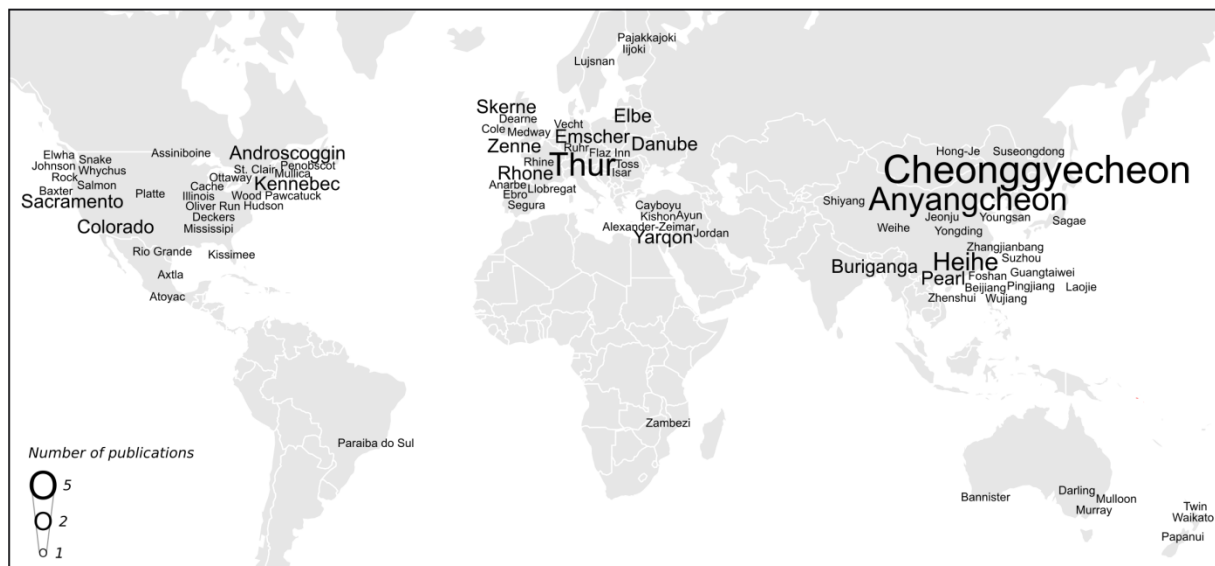 Pajakkajoki
Iijoki
Lujsnan
Skerne
Dearne
Cole
Medway
Vecht
Elbe
Emscher
Zenne
Ruhr
Flaz Inn
Danube
Rhine
Thur
Toss
Isar
Rhone
Anarbe
Llobregat
Ebro
Segura
Cayboyu
Kishon
Ayun
Alexander-Zeimar
Yarqon
Jordan
Elwha
Snake
Johnson
Whychus
Rock
Salmon
Baxter
Sacramento
Colorado
Platte
Assiniboine
Androscoggin
St. Clair
Penobscot
Mullica
Ottaway
Kennebec
Cache
Illinois
Wood Pawcatuck
Oliver Run
Hudson
Deckers
Mississipi
Rio Grande
Kissimee
Axtla
Atoyac
Hong-Je
Suseongdong
Cheonggyecheon
Anyangcheon
Shiyang
Jeonju
Youngsan
Sagae
Weihe
Yongding
Zhangjianbang
Suzhou
Heihe
Buriganga
Pearl
Foshan
Guangtaiwei
Beijiang
Pingjiang
Laojie
Zhenshui
Wujiang
Zambezi
Paraiba do Sul
Bannister
Darling
Mulloon
Murray
Twin
Waikato
Papanui
Number of publications
5
2
1